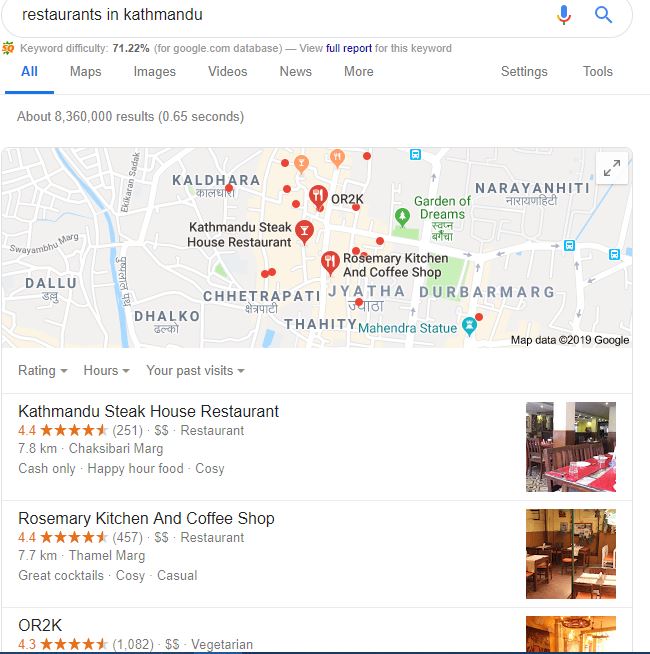 restaurants in kathmandu
Keyword difficulty: 71.22% (for google.com database) — View full report for this keyword
All Maps Images Videos News More Settings Tools
About 8,360,000 results (0.65 seconds)
Ekikaran Sadak
KALDHARA
कालधारा
NARAYANHITI
नारायणहिटी
OR2K
Garden of
Dreams
स्वप्न
बगैंचा
Kathmandu Steak
House Restaurant
Swayambhu Marg
Rosemary Kitchen
And Coffee Shop
DALLU
डल्लु
CHHETRAPATI
क्षेत्रपाटी
JYATHA
ज्याठा
DURBARMARG
DHALKO
ढल्को
THAHITY
Mahendra Statue
Map data ©2019 Google
Rating Hours Your past visits
Kathmandu Steak House Restaurant
4.4 (251) · $$ · Restaurant
7.8 km · Chaksibari Marg
Cash only · Happy hour food · Cosy
Rosemary Kitchen And Coffee Shop
4.4 (457) · $$ · Restaurant
7.7 km · Thamel Marg
Great cocktails · Cosy · Casual
OR2K
4.3 (1,082) · $$ · Vegetarian